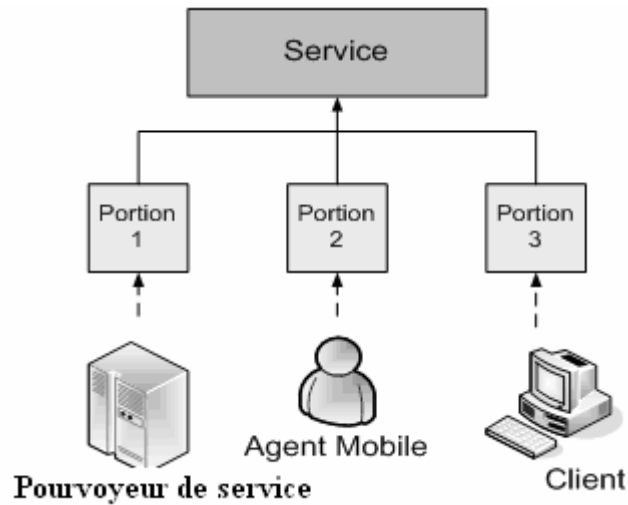 Service
Portion
1
Portion
2
Portion
3
Agent Mobile
Client
Pourvoyeur de service